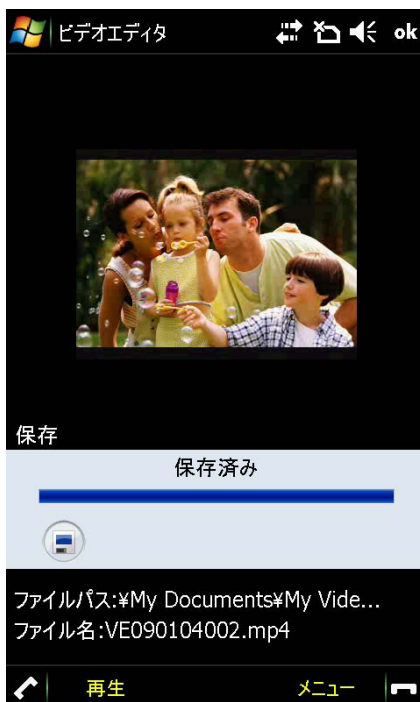 ビデオエディタ ok
保存
保存済み
ファイルパス:¥My Documents¥My Vide...
ファイル名:VE090104002.mp4
再生 メニュー